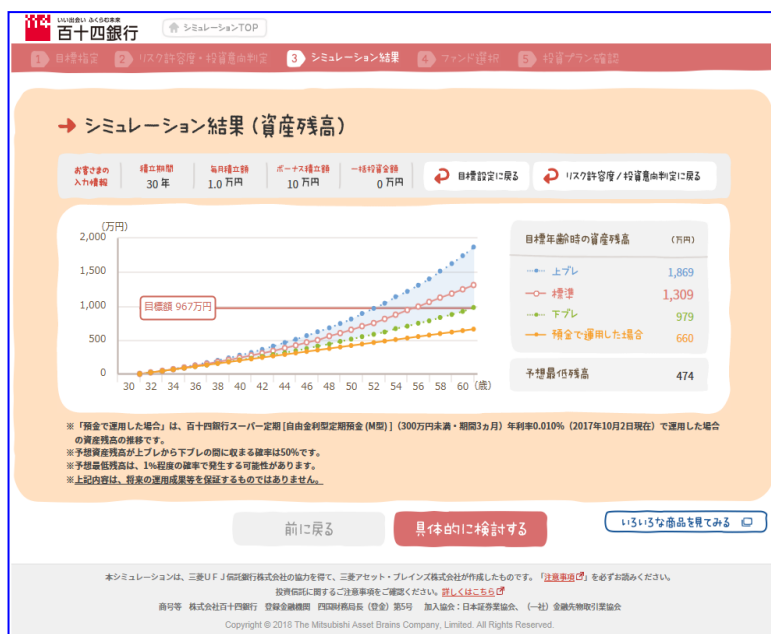 いい出会い ふくらむ未来
百十四銀行
シミュレーションTOP
1 目標指定 2 リスク許容度・投資意向判定 3 シミュレーション結果 4 ファンド選択 5 投資プラン確認
シミュレーション結果(資産残高)
お客さまの入力情報
積立期間 30年
毎月積立額 1.0万円
ボーナス積立額 10万円
一括投資金額 0万円
目標設定に戻る
リスク許容度/投資意向判定に戻る
(万円)
2,000
1,500
1,000
500
0
目標額 967万円
30 32 34 36 38 40 42 44 46 48 50 52 54 56 58 60 (歳)
目標年齢時の資産残高 (万円)
上ブレ 1,869
標準 1,309
下ブレ 979
預金で運用した場合 660
予想最低残高 474
※「預金で運用した場合」は、百十四銀行スーパー定期[自由金利型定期預金(M型)](300万円未満・期間3ヵ月)年利率0.010%(2017年10月2日現在)で運用した場合
の資産残高の推移です。
※予想資産残高が上ブレから下ブレの間に収まる確率は50%です。
※予想最低残高は、1%程度の確率で発生する可能性があります。
※上記内容は、将来の運用成果等を保証するものではありません。
前に戻る
具体的に検討する
いろいろな商品を見てみる
本シミュレーションは、三菱UFJ信託銀行株式会社の協力を得て、三菱アセット・ブレインズ株式会社が作成したものです。「注意事項」を必ずお読みください。
投資信託に関するご注意事項をご確認ください。詳しくはこちら
商号等 株式会社百十四銀行 登録金融機関 四国財務局長(登金)第5号 加入協会:日本証券業協会、(一社)金融先物取引業協会
Copyright © 2018 The Mitsubishi Asset Brains Company, Limited. All Rights Reserved.